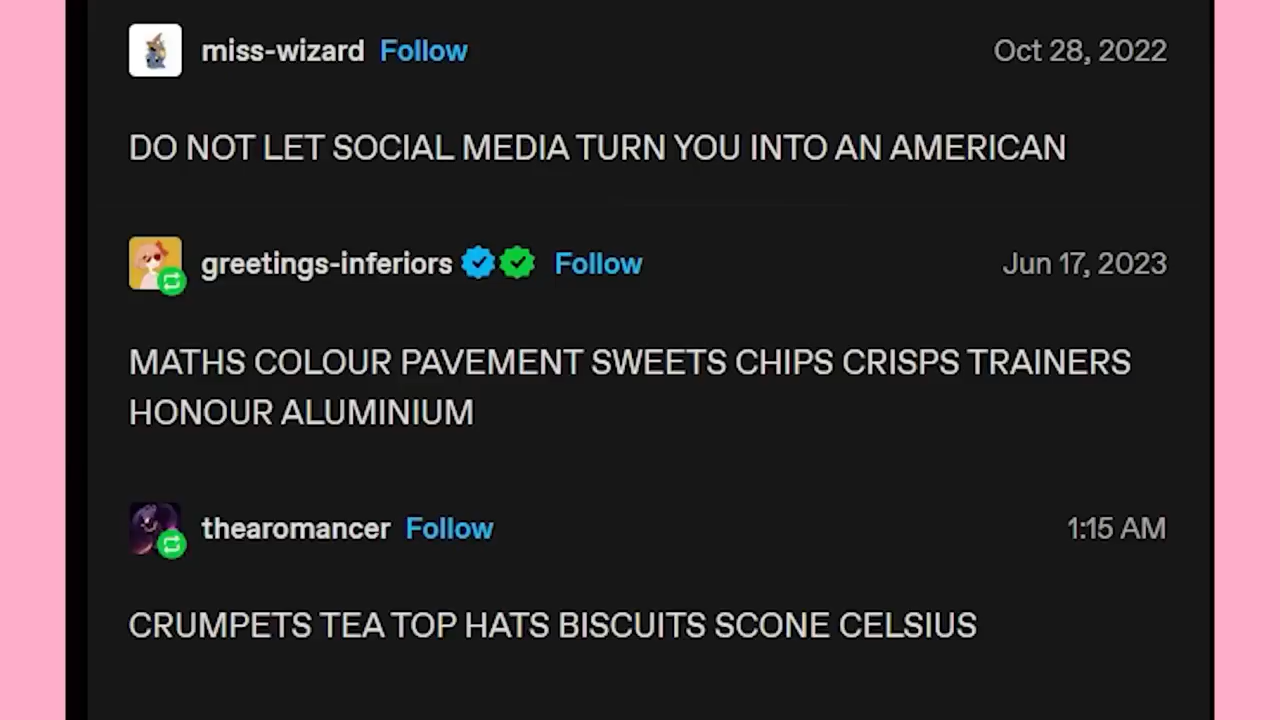 miss-wizard Follow Oct 28, 2022
DO NOT LET SOCIAL MEDIA TURN YOU INTO AN AMERICAN
greetings-inferiors Follow Jun 17, 2023
MATHS COLOUR PAVEMENT SWEETS CHIPS CRISPS TRAINERS
HONOUR ALUMINIUM
thearomancer Follow 1:15 AM
CRUMPETS TEA TOP HATS BISCUITS SCONE CELSIUS